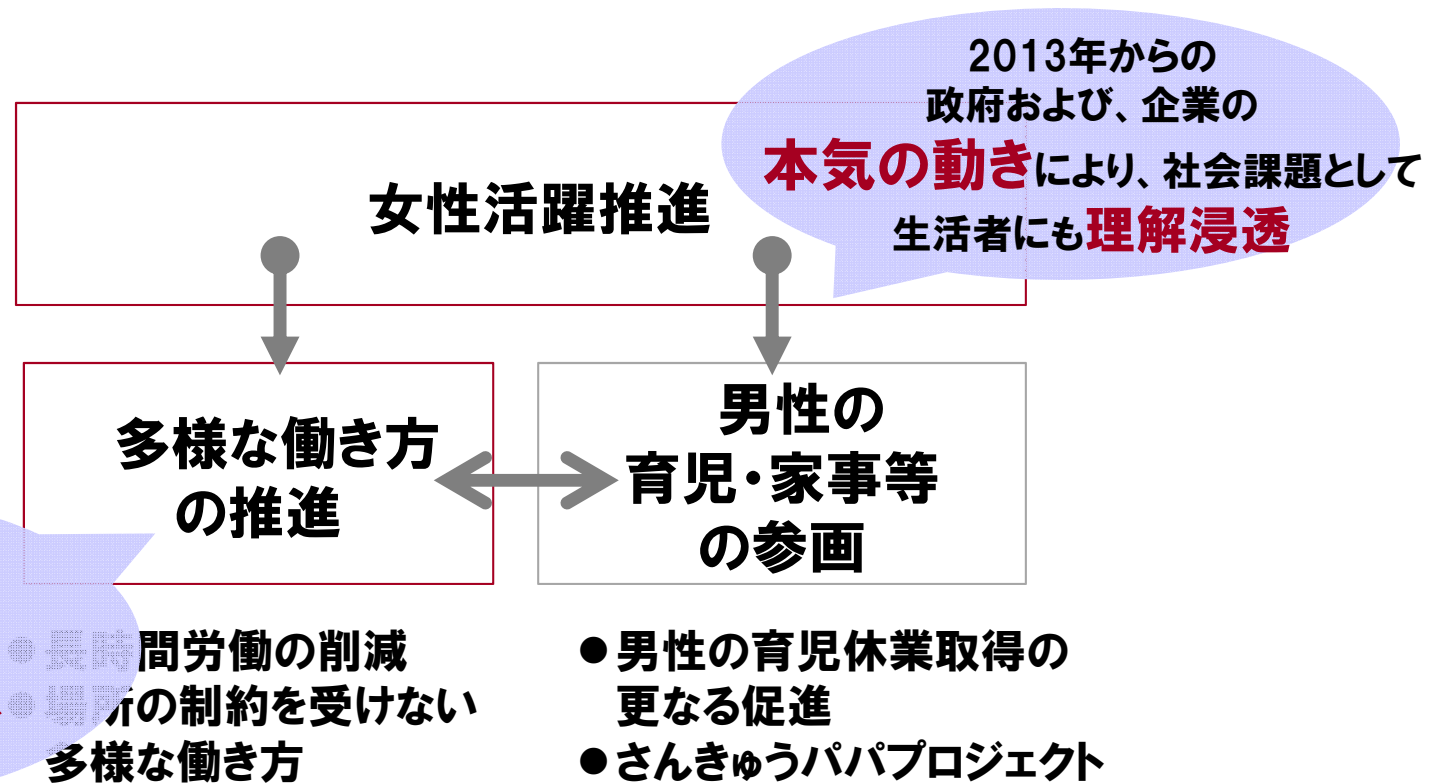 2013年からの
政府および、企業の
本気の動きにより、社会課題として
生活者にも理解浸透
女性活躍推進
多様な働き方
の推進
男性の
育児・家事等
の参画
●長時間労働の削減
●場所の制約を受けない
多様な働き方
●男性の育児休業取得の
更なる促進
●さんきゅうパパプロジェクト